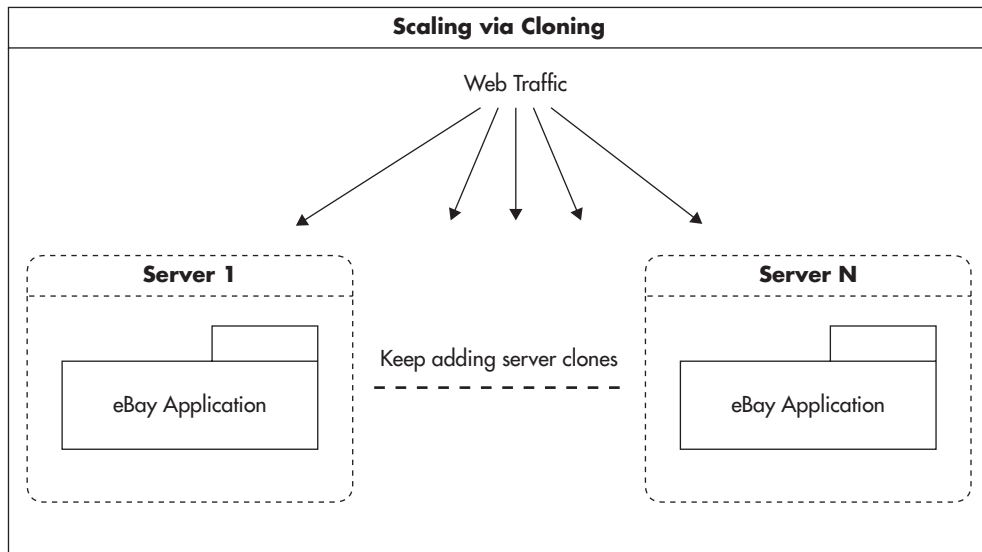 Scaling via Cloning
Web Traffic
Server 1
Server N
Keep adding server clones
eBay Application
eBay Application